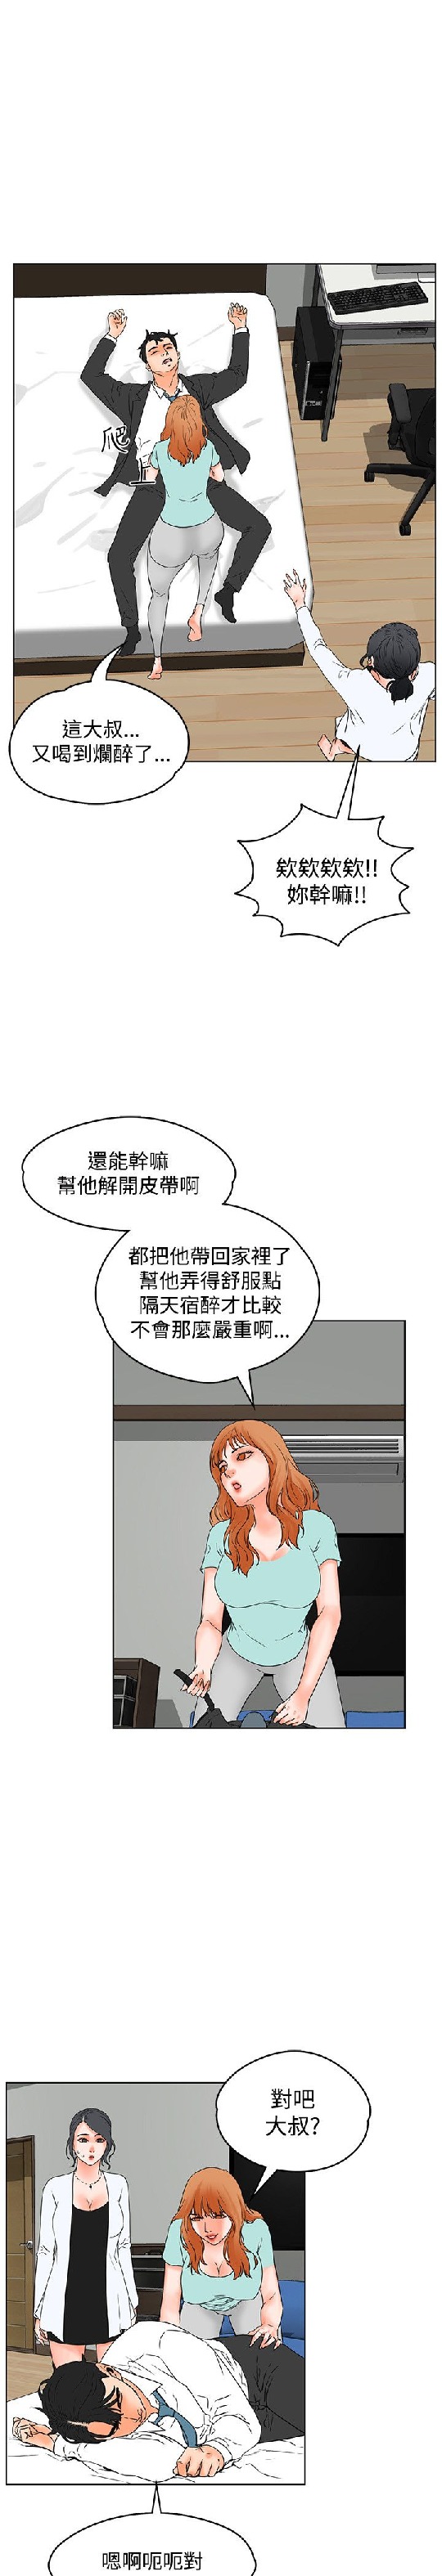 爬
上
這大叔...
又喝到爛醉了...
欸欸欸欸!!
妳幹嘛!!
還能幹嘛
幫他解開皮帶啊
都把他帶回家裡了
幫他弄得舒服點
隔天宿醉才比較
不會那麼嚴重啊...
對吧
大叔?
嗯啊呃呃對